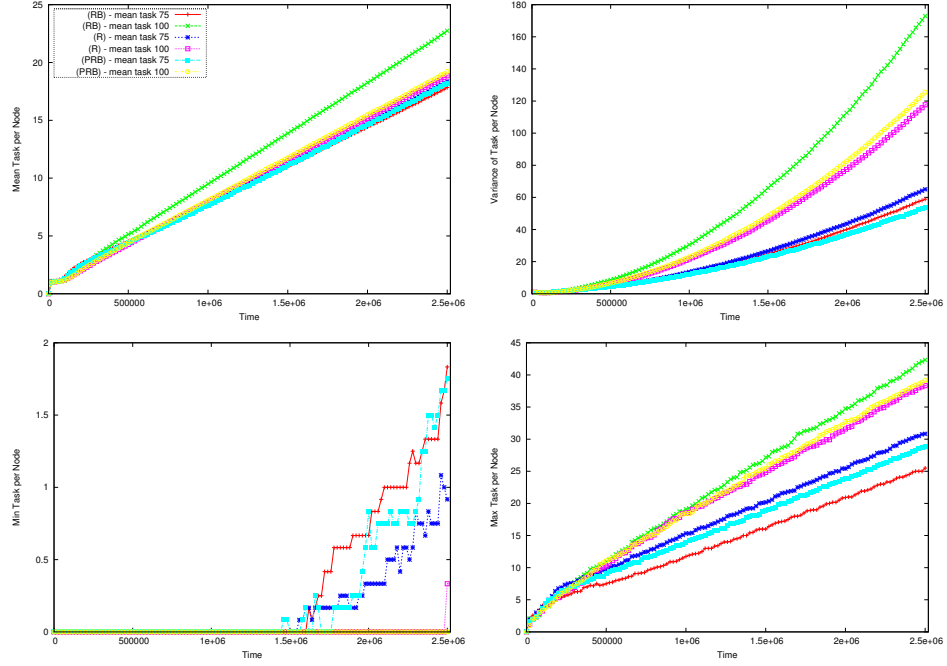 25
20
15
10
5
0
Mean Task per Node
(RB) - mean task 75
(RB) - mean task 100
(R) - mean task 75
(R) - mean task 100
(PRB) - mean task 75
(PRB) - mean task 100
0 500000 1e+06 1.5e+06 2e+06 2.5e+06
Time
180
160
140
120
100
80
60
40
20
0
Variance of Task per Node
0 500000 1e+06 1.5e+06 2e+06 2.5e+06
Time
2
1.5
1
0.5
0
Min Task per Node
0 500000 1e+06 1.5e+06 2e+06 2.5e+06
Time
45
40
35
30
25
20
15
10
5
0
Max Task per Node
0 500000 1e+06 1.5e+06 2e+06 2.5e+06
Time